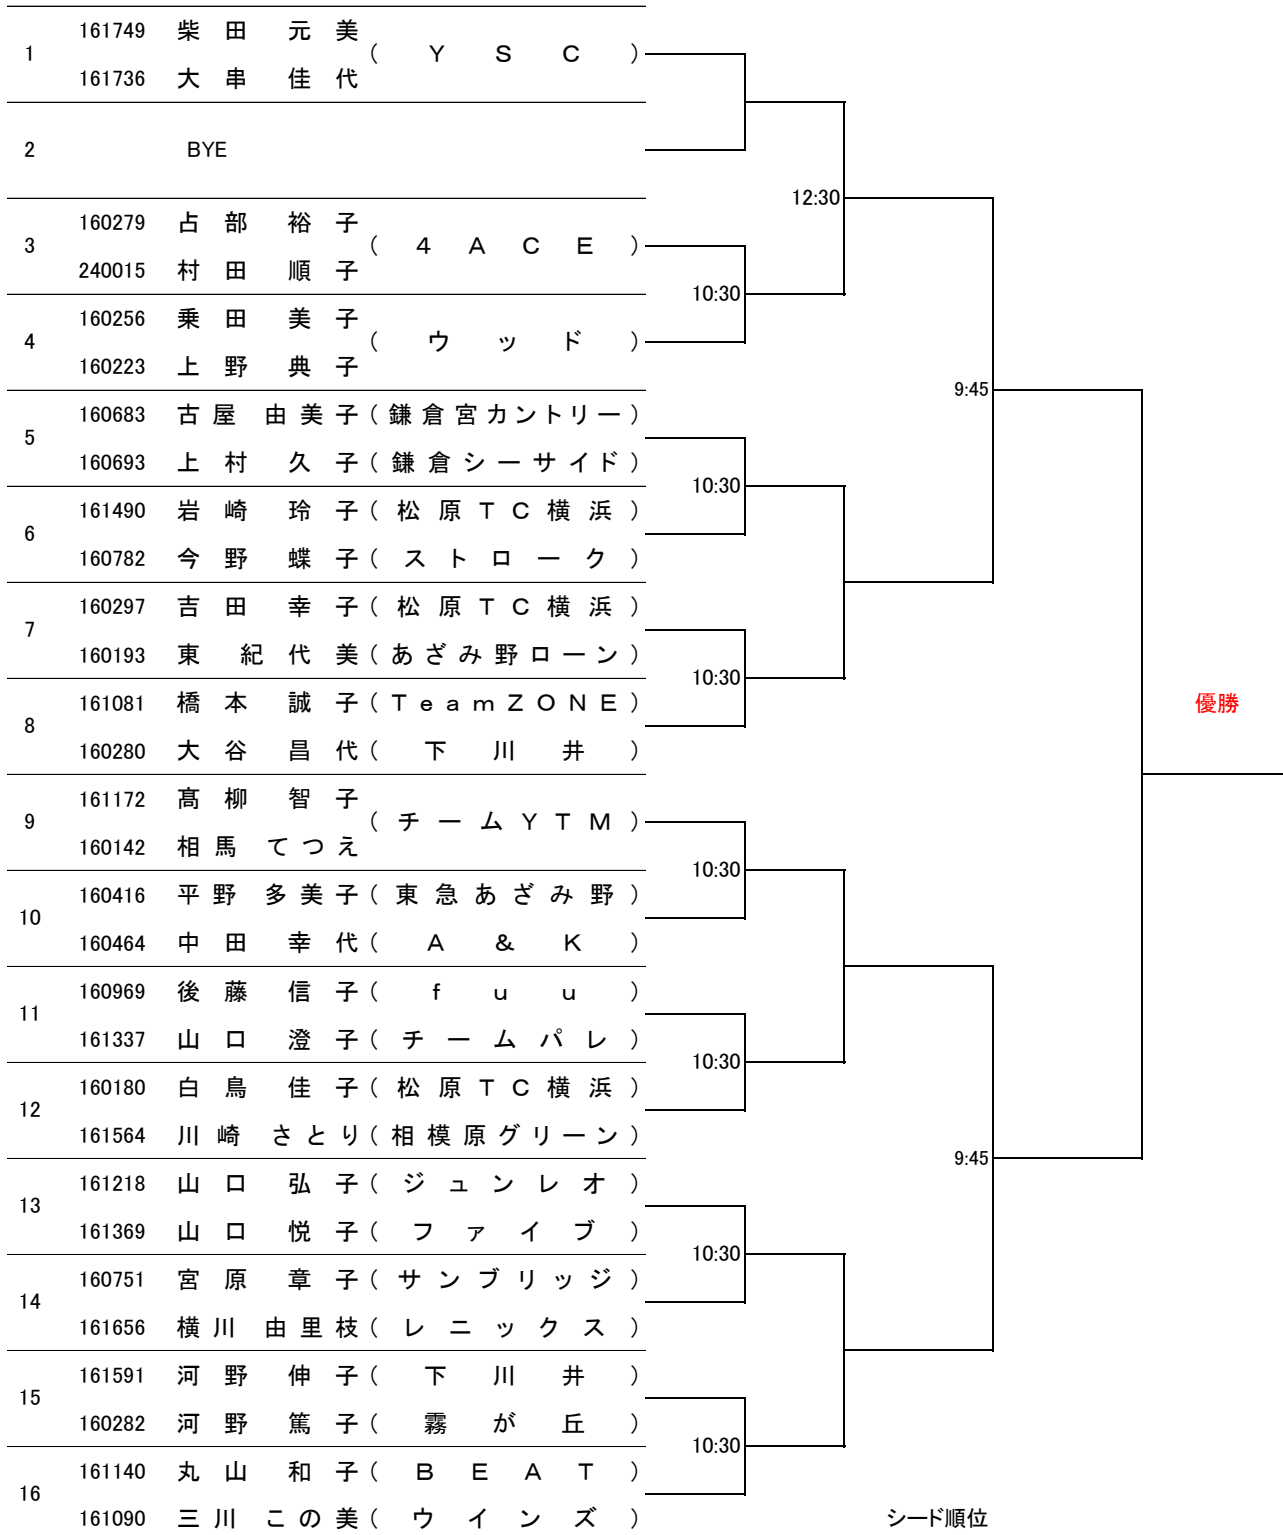 161749 柴田 元美
1 (YSC)
161736 大串 佳代
2 BYE
12:30
160279 占部 裕子
3 (4ACE)
240015 村田 順子
10:30
160256 乗田 美子
4 (ウッド)
160223 上野 典子
9:45
160683 古屋 由美子(鎌倉宮カントリー)
5
160693 上村 久子(鎌倉シーサイド)
10:30
161490 岩崎 玲子(松原TC横浜)
6
160782 今野 蝶子(ストローク)
160297 吉田 幸子(松原TC横浜)
7
160193 東 紀代美(あざみ野ローン)
10:30
161081 橋本 誠子(TeamZONE)
8 優勝
160280 大谷 昌代(下川井)
161172 髙柳 智子
9 (チームYTM)
160142 相馬 てつえ
10:30
160416 平野 多美子(東急あざみ野)
10
160464 中田 幸代(A&K)
160969 後藤 信子(fuu)
11
161337 山口 澄子(チームパレ)
10:30
160180 白鳥 佳子(松原TC横浜)
12
161564 川崎 さとり(相模原グリーン)
9:45
161218 山口 弘子(ジュンレオ)
13
161369 山口 悦子(ファイブ)
10:30
160751 宮原 章子(サンブリッジ)
14
161656 横川 由里枝(レニックス)
161591 河野 伸子(下川井)
15
160282 河野 篤子(霧が丘)
10:30
161140 丸山 和子(BEAT)
16
161090 三川 この美(ウインズ) シード順位